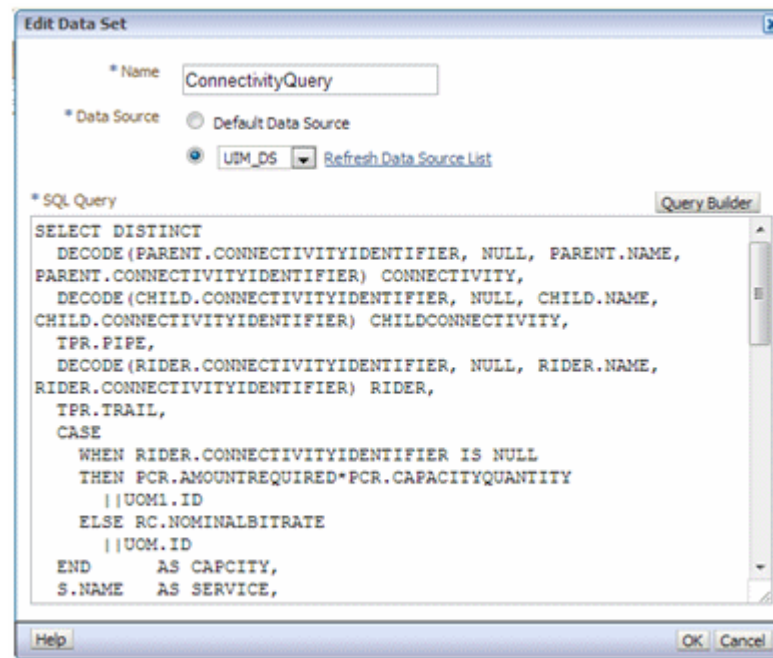 Edit Data Set
* Name
ConnectivityQuery
* Data Source
Default Data Source
UIM_DS Refresh Data Source List
* SQL Query
Query Builder
SELECT DISTINCT
DECODE(PARENT.CONNECTIVITYIDENTIFIER, NULL, PARENT.NAME,
PARENT.CONNECTIVITYIDENTIFIER) CONNECTIVITY,
DECODE(CHILD.CONNECTIVITYIDENTIFIER, NULL, CHILD.NAME,
CHILD.CONNECTIVITYIDENTIFIER) CHILDCONNECTIVITY,
TPR.PIPE,
DECODE(RIDER.CONNECTIVITYIDENTIFIER, NULL, RIDER.NAME,
RIDER.CONNECTIVITYIDENTIFIER) RIDER,
TPR.TRAIL,
CASE
WHEN RIDER.CONNECTIVITYIDENTIFIER IS NULL
THEN PCR.AMOUNTREQUIRED*PCR.CAPACITYQUANTITY
||UOM1.ID
ELSE RC.NOMINALBITRATE
||UOM.ID
END AS CAPCITY,
S.NAME AS SERVICE,
Help
OK Cancel